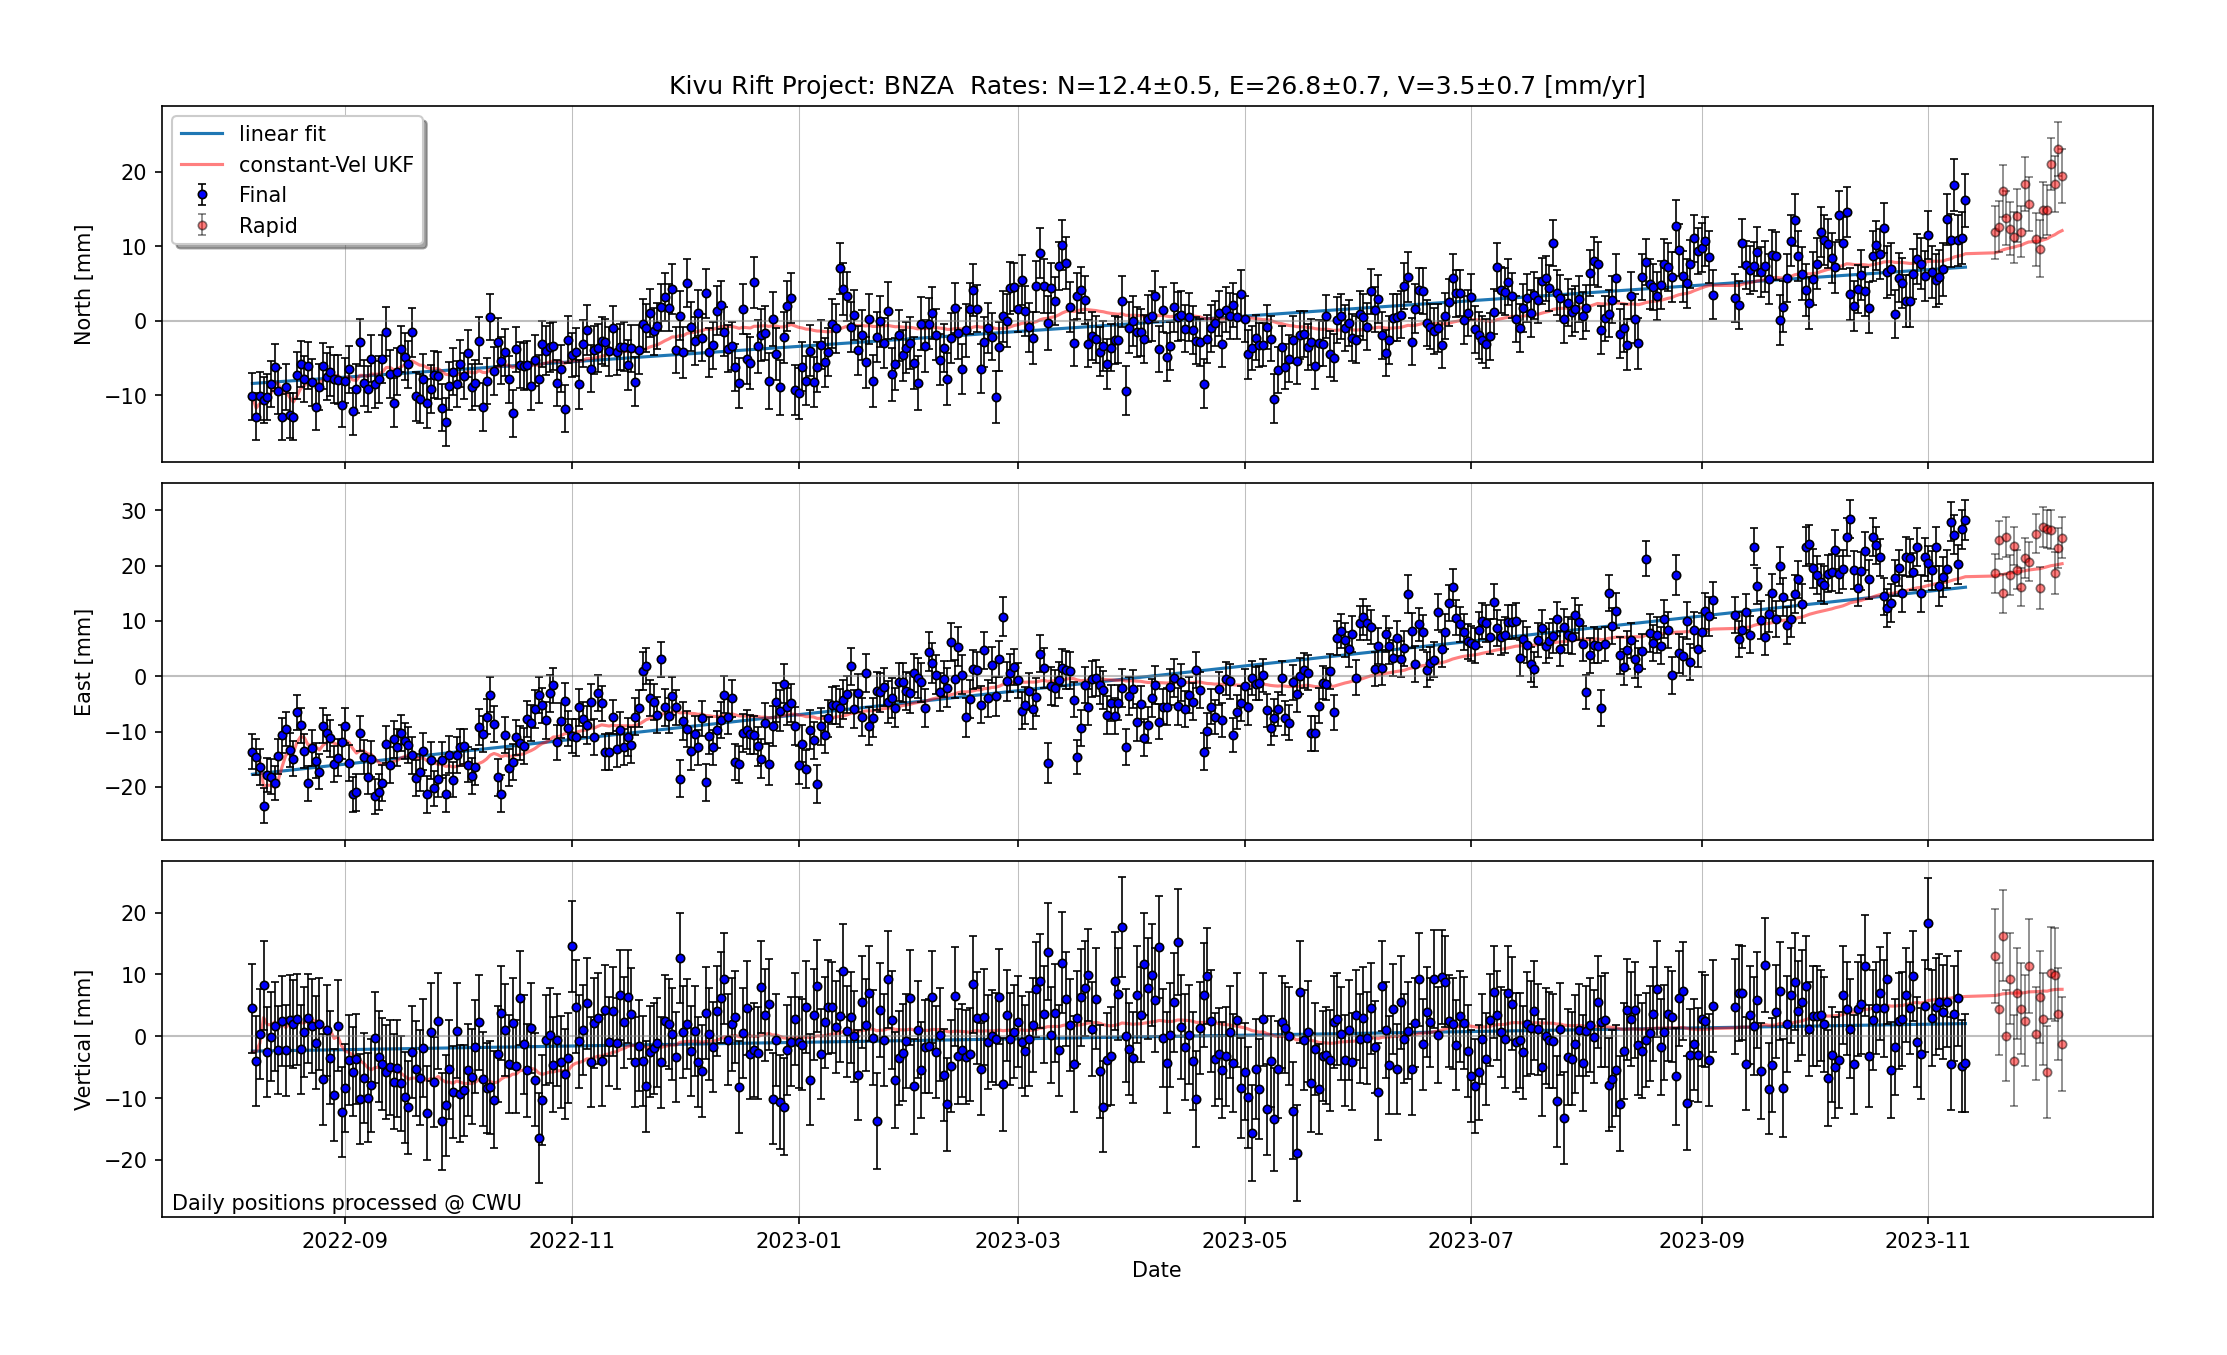 Kivu Rift Project: BNZA  Rates: N=12.4±0.5, E=26.8±0.7, V=3.5±0.7 [mm/yr]
linear fit
constant-Vel UKF
Final
Rapid
North [mm]
20
10
0
−10
East [mm]
30
20
10
0
−10
−20
Vertical [mm]
20
10
0
−10
−20
Daily positions processed @ CWU
2022-09 2022-11 2023-01 2023-03 2023-05 2023-07 2023-09 2023-11
Date